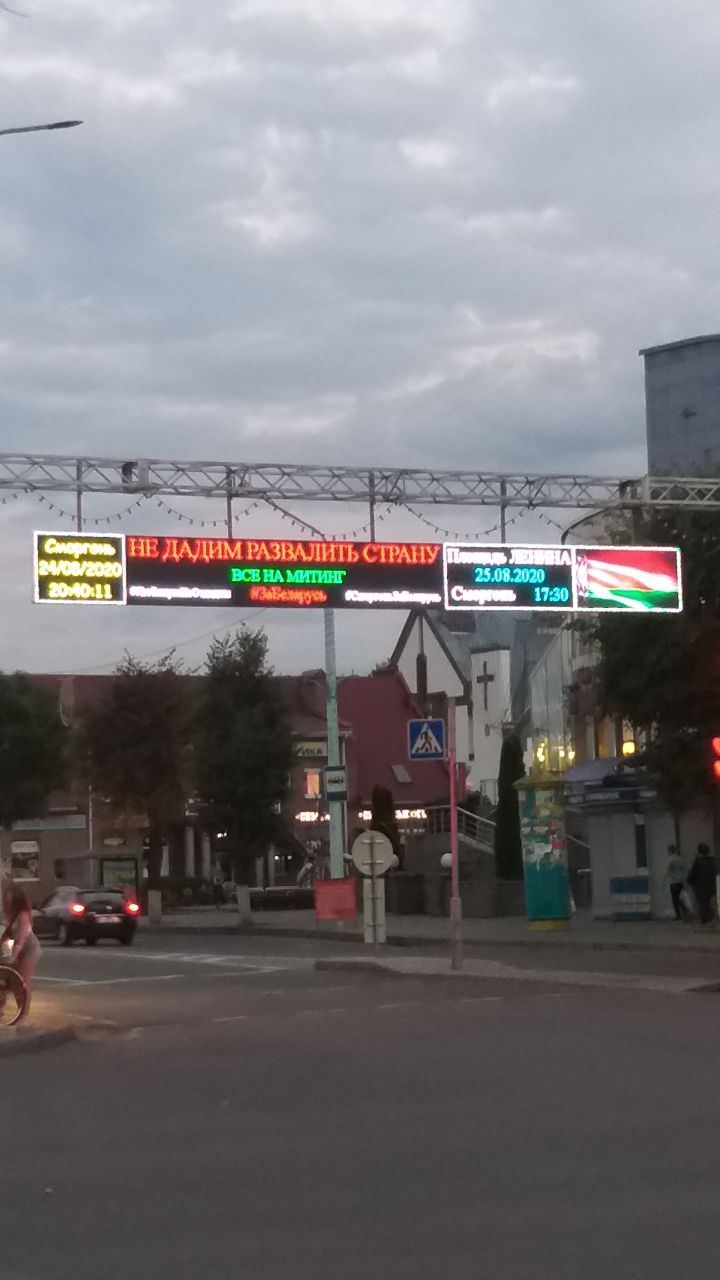 Сморгонь
24/08/2020
20:40:11
НЕ ДАДИМ РАЗВАЛИТЬ СТРАНУ
ВСЕ НА МИТИНГ
#ЗаБеларусь
Площадь ЛЕНИНА
25.08.2020
Сморгонь 17:30